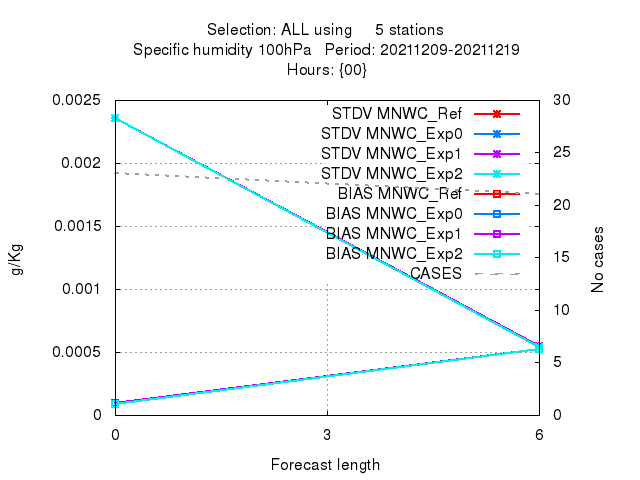 Selection: ALL using 5 stations
Specific humidity 100hPa Period: 20211209-20211219
Hours: {00}
0.0025
0.002
0.0015
0.001
0.0005
0
g/Kg
30
25
20
15
10
5
0
No cases
STDV MNWC_Ref
STDV MNWC_Exp0
STDV MNWC_Exp1
STDV MNWC_Exp2
BIAS MNWC_Ref
BIAS MNWC_Exp0
BIAS MNWC_Exp1
BIAS MNWC_Exp2
CASES
0 3 6
Forecast length